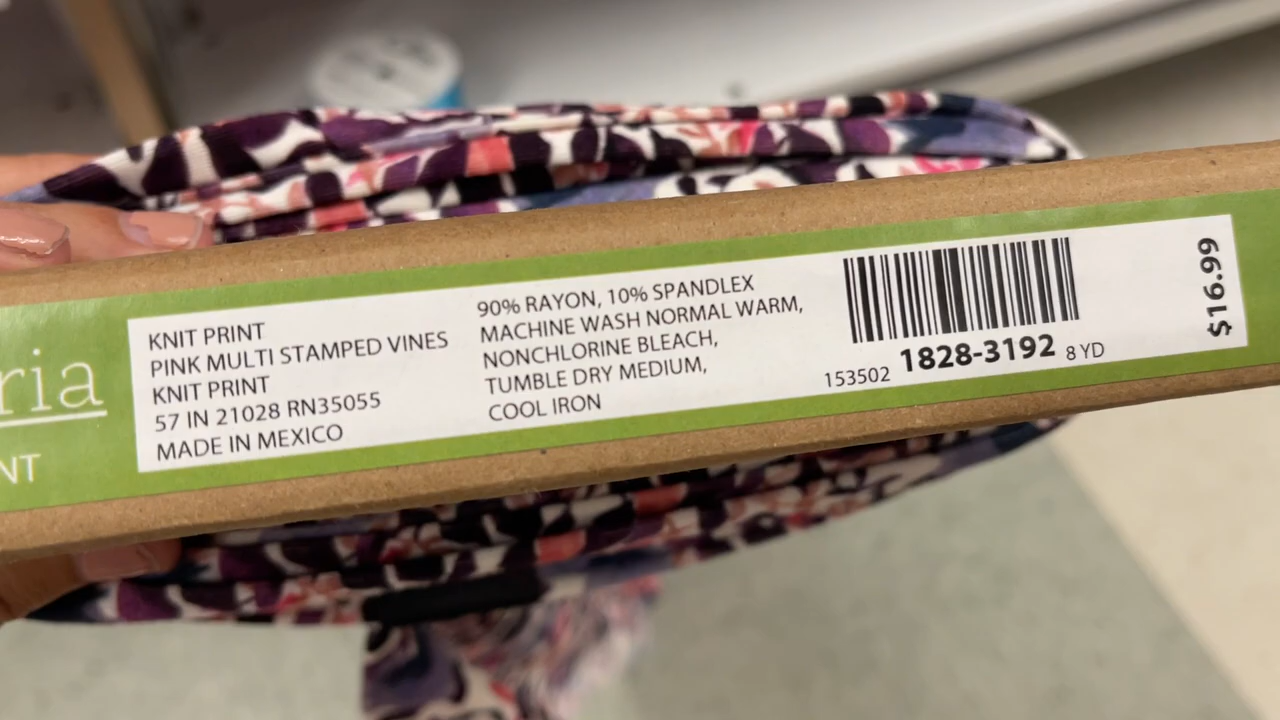 ria
NT
KNIT PRINT
PINK MULTI STAMPED VINES
KNIT PRINT
57 IN 21028 RN35055
MADE IN MEXICO
90% RAYON, 10% SPANDLEX
MACHINE WASH NORMAL WARM,
NONCHLORINE BLEACH,
TUMBLE DRY MEDIUM,
COOL IRON
153502 1828-3192 8 YD
$16.99